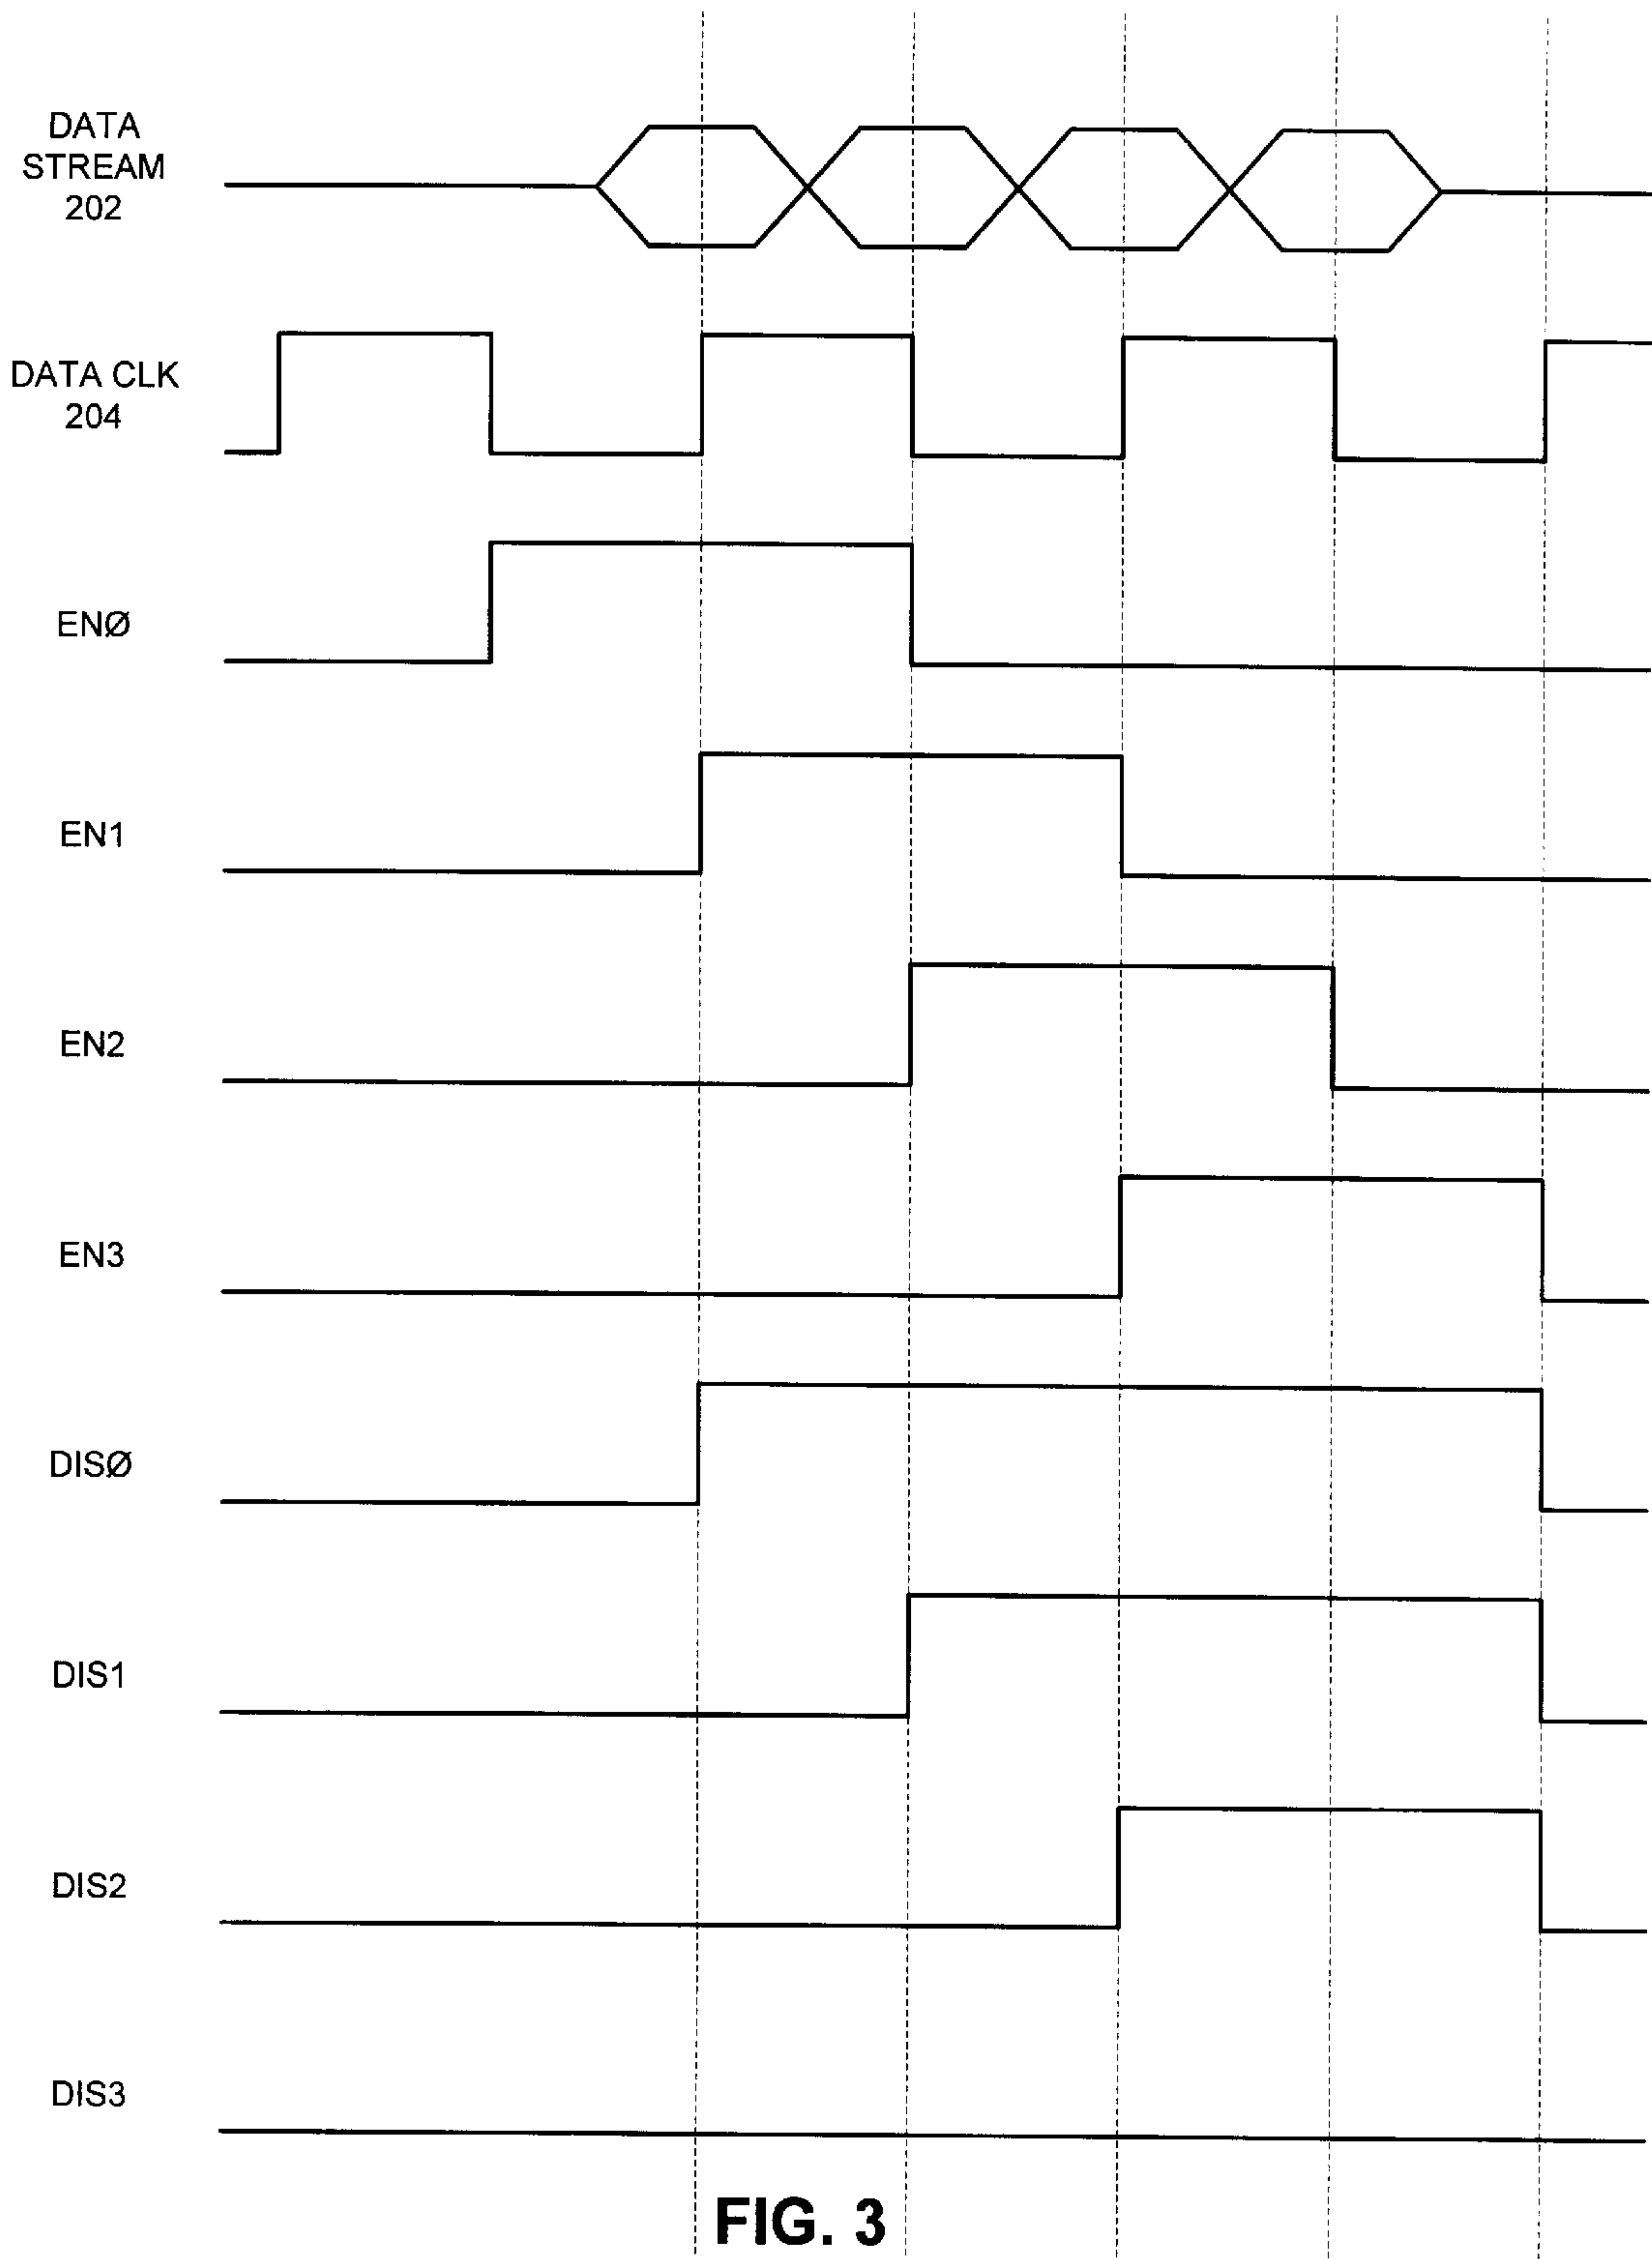 DATA
STREAM
202
DATA CLK
204
ENØ
EN1
EN2
EN3
DISØ
DIS1
DIS2
DIS3
FIG. 3